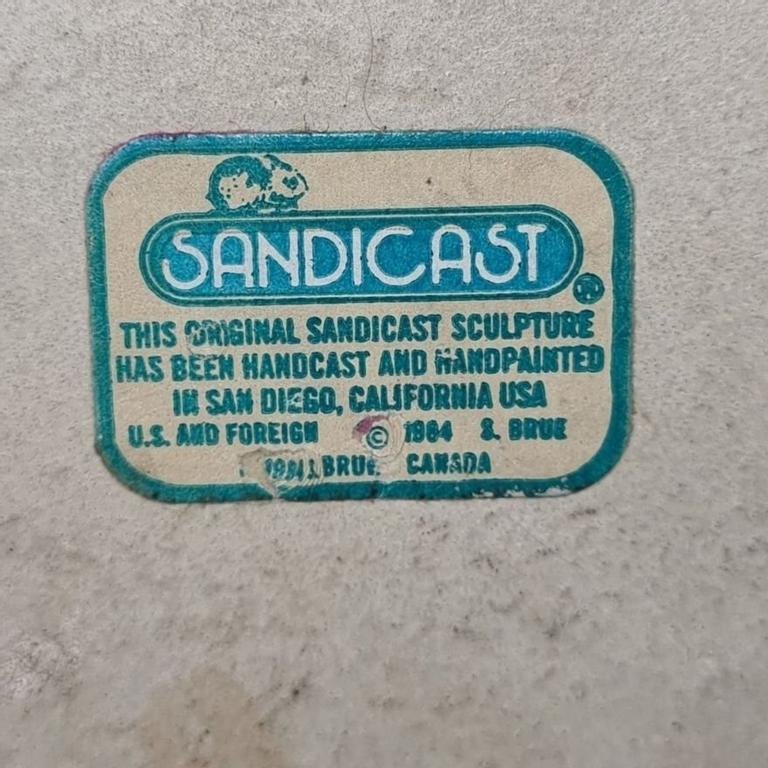 SANDICAST
®
THIS ORIGINAL SANDICAST SCULPTURE
HAS BEEN HANDCAST AND HANDPAINTED
IN SAN DIEGO, CALIFORNIA USA
U.S. AND FOREIGN © 1984 S. BRUE
BRUE CANADA